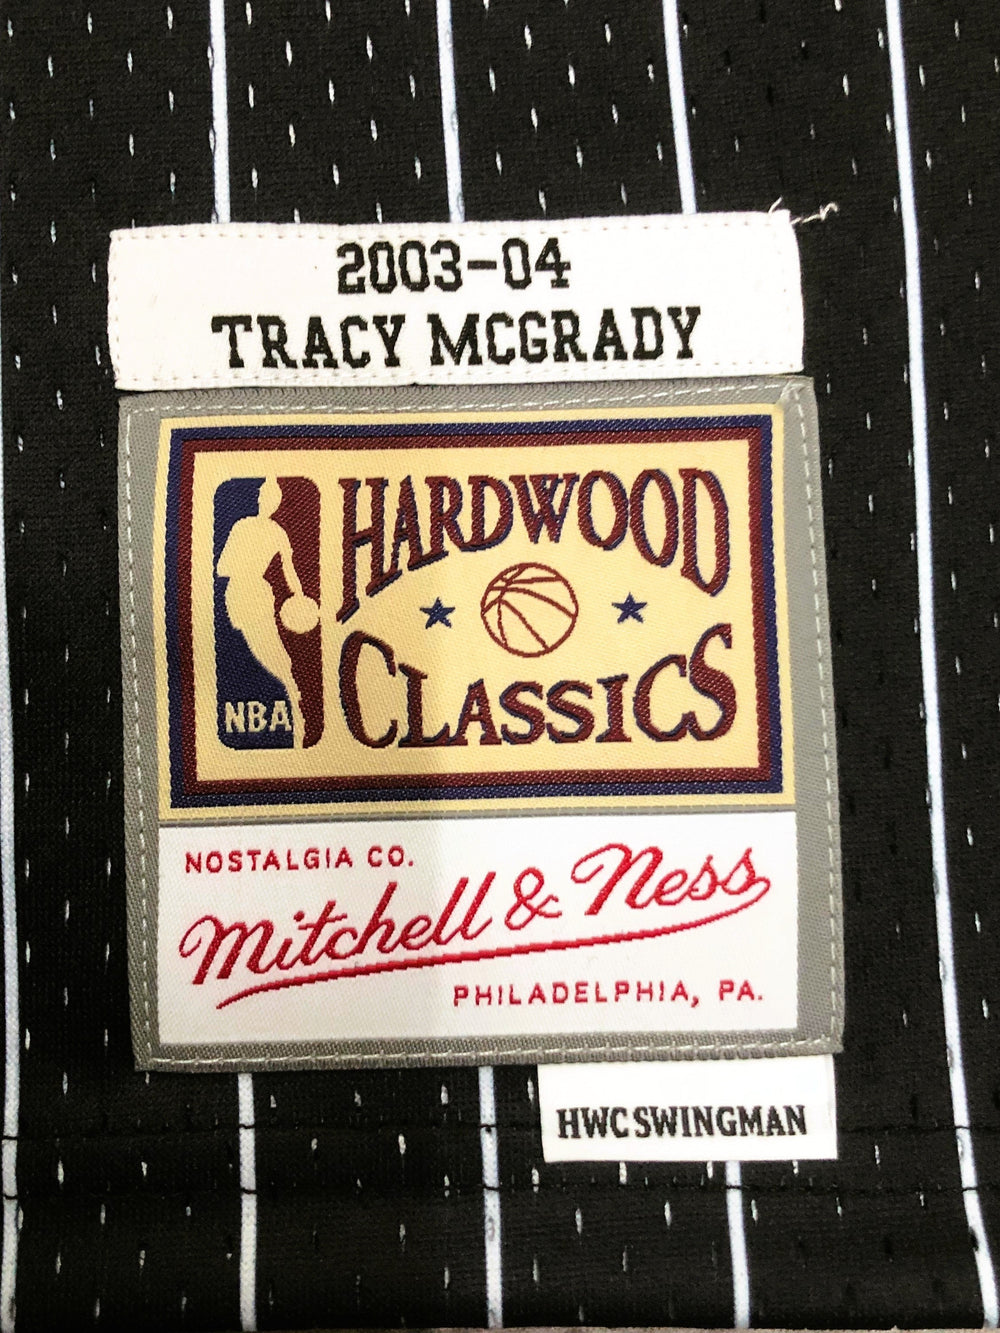 2003-04
TRACY MCGRADY
HARDWOOD
CLASSICS
NBA
NOSTALGIA CO.
Mitchell & Ness
PHILADELPHIA, PA.
HWC SWINGMAN